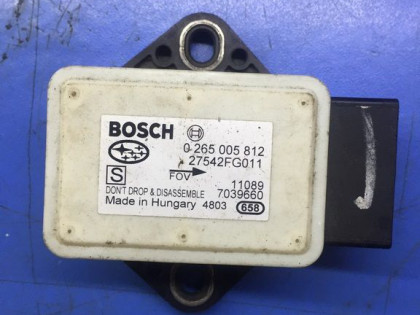 BOSCH
0 265 005 812
27542FG011
S
FOV
11089
DON'T DROP & DISASSEMBLE 7039660
Made in Hungary 4803 658